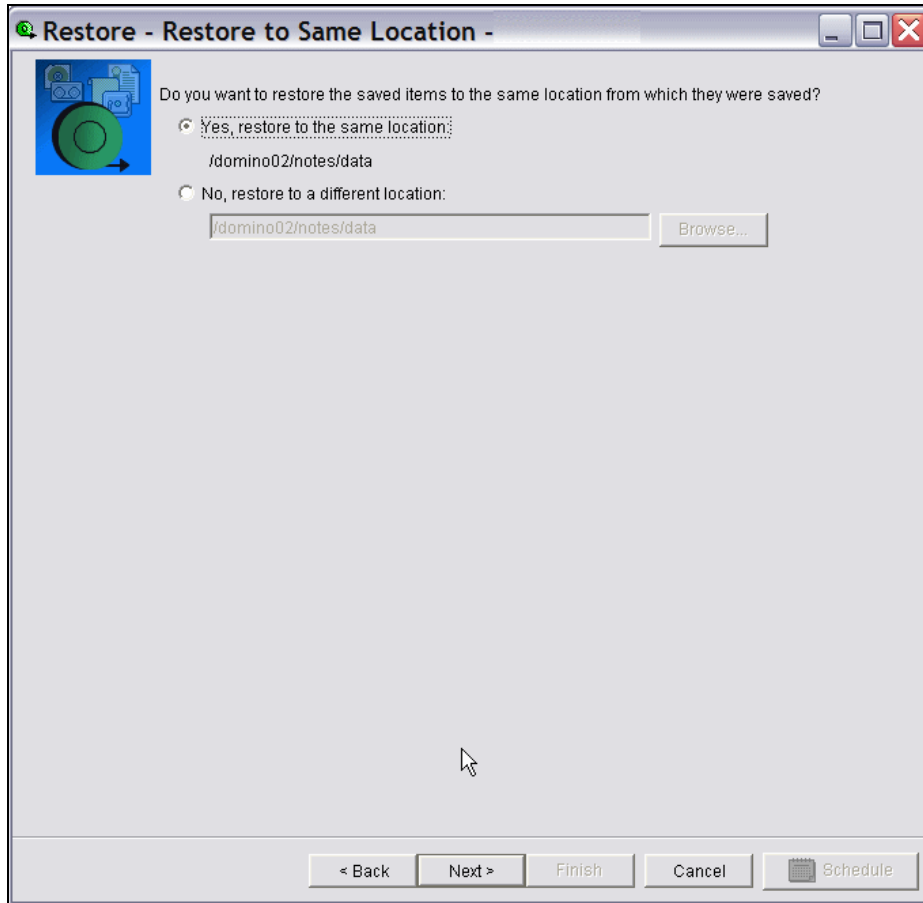 Restore - Restore to Same Location -
Do you want to restore the saved items to the same location from which they were saved?
Yes, restore to the same location:
/domino02/notes/data
No, restore to a different location:
/domino02/notes/data
Browse...
< Back
Next >
Finish
Cancel
Schedule